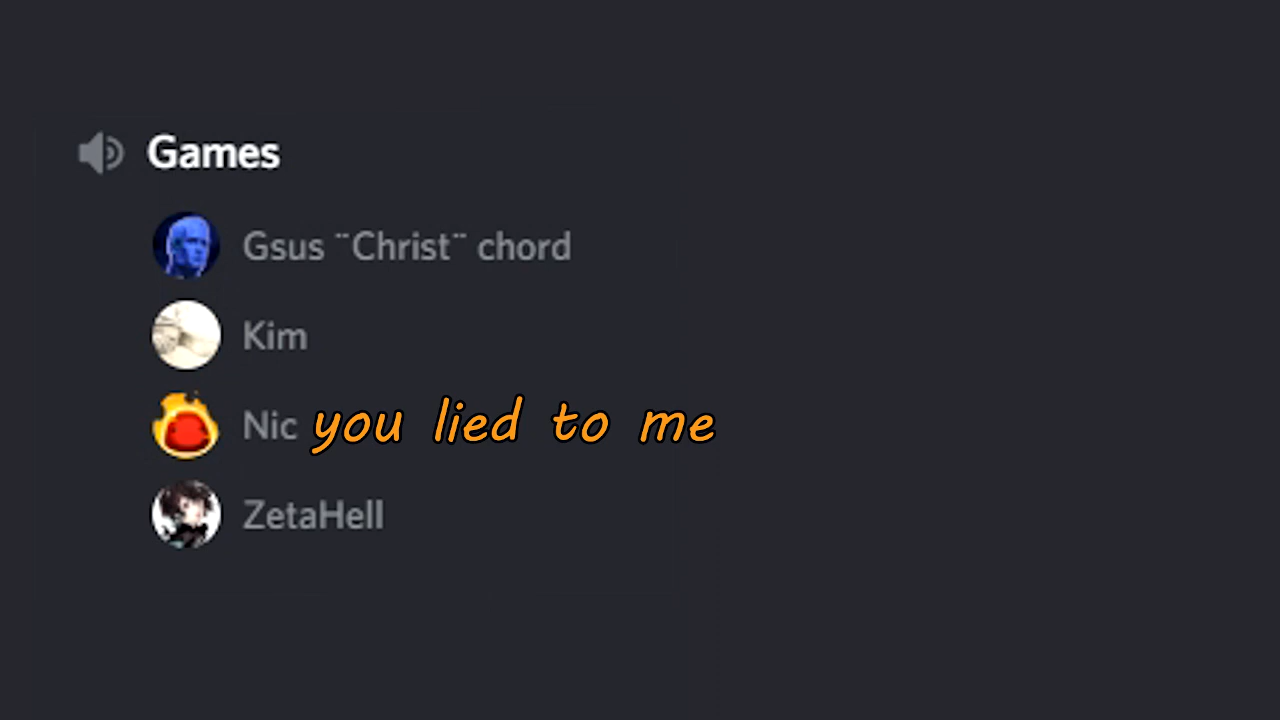 Games
Gsus ¨Christ¨ chord
Kim
Nic you lied to me
ZetaHell